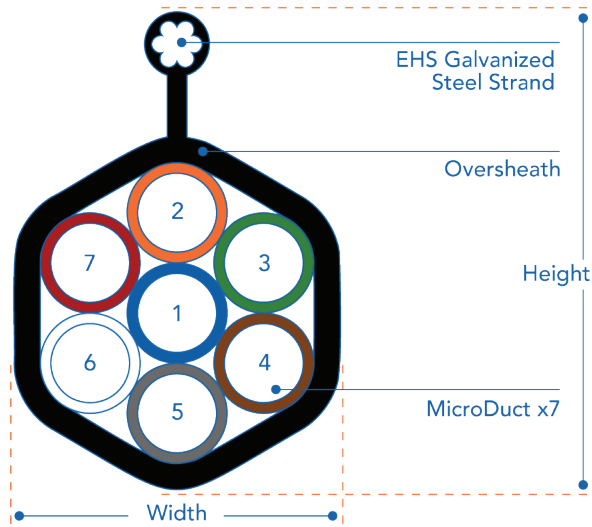 EHS Galvanized
Steel Strand
Oversheath
2
7
3
Height
1
6
4
MicroDuct x7
5
Width